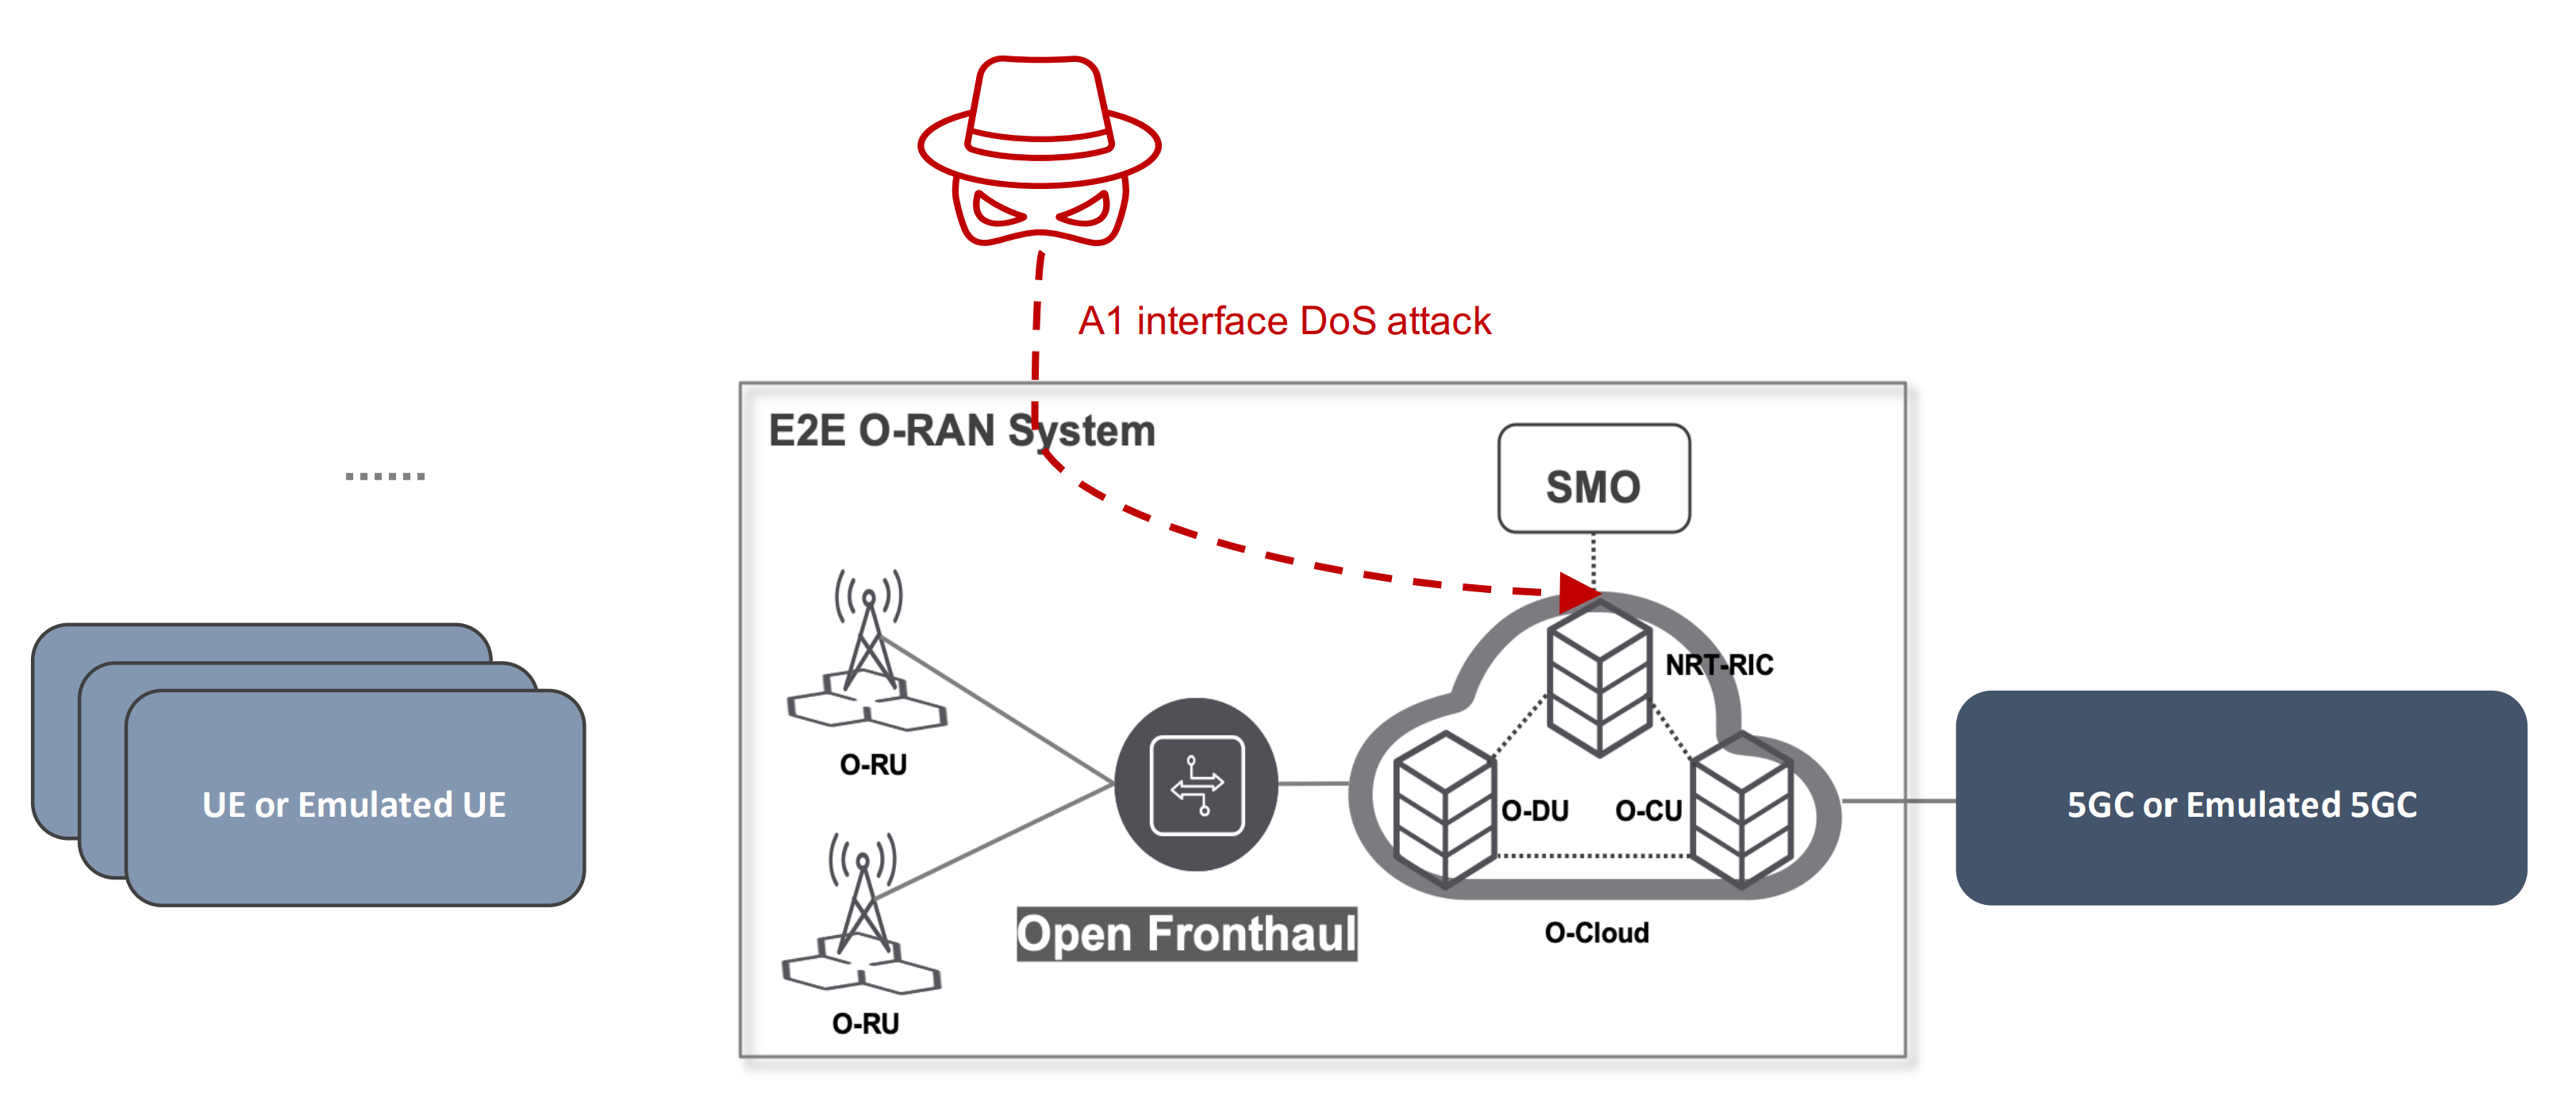 A1 interface DoS attack
E2E O-RAN System
SMO
......
NRT-RIC
O-RU
UE or Emulated UE
O-DU
O-CU
5GC or Emulated 5GC
Open Fronthaul
O-Cloud
O-RU